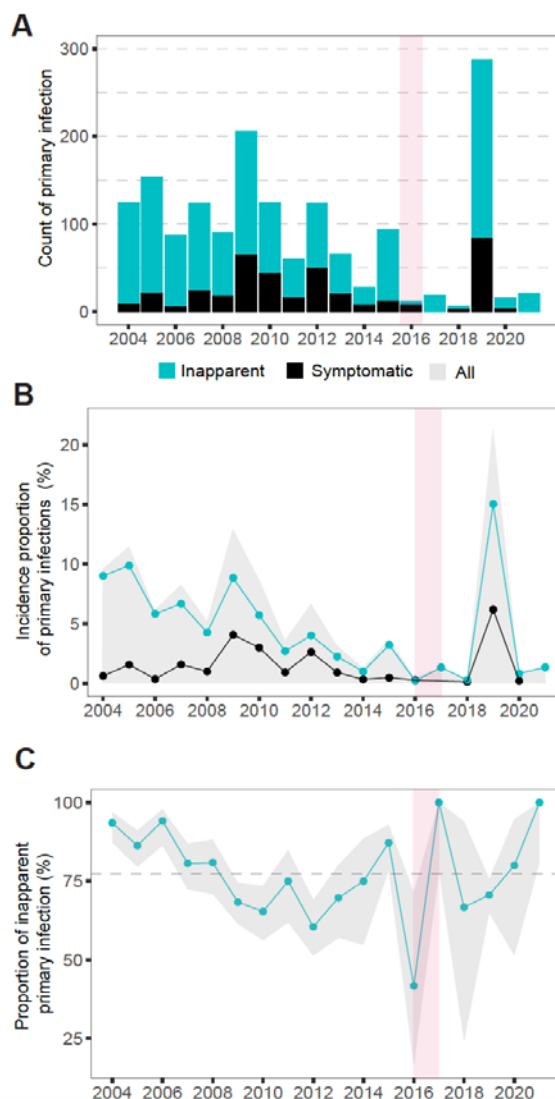 A
Count of primary infection
300
200
100
0
2004 2006 2008 2010 2012 2014 2016 2018 2020
Inapparent Symptomatic All
B
Incidence proportion
of primary infections (%)
20
15
10
5
0
2004 2006 2008 2010 2012 2014 2016 2018 2020
C
Proportion of inapparent
primary infection (%)
100
75
50
25
2004 2006 2008 2010 2012 2014 2016 2018 2020